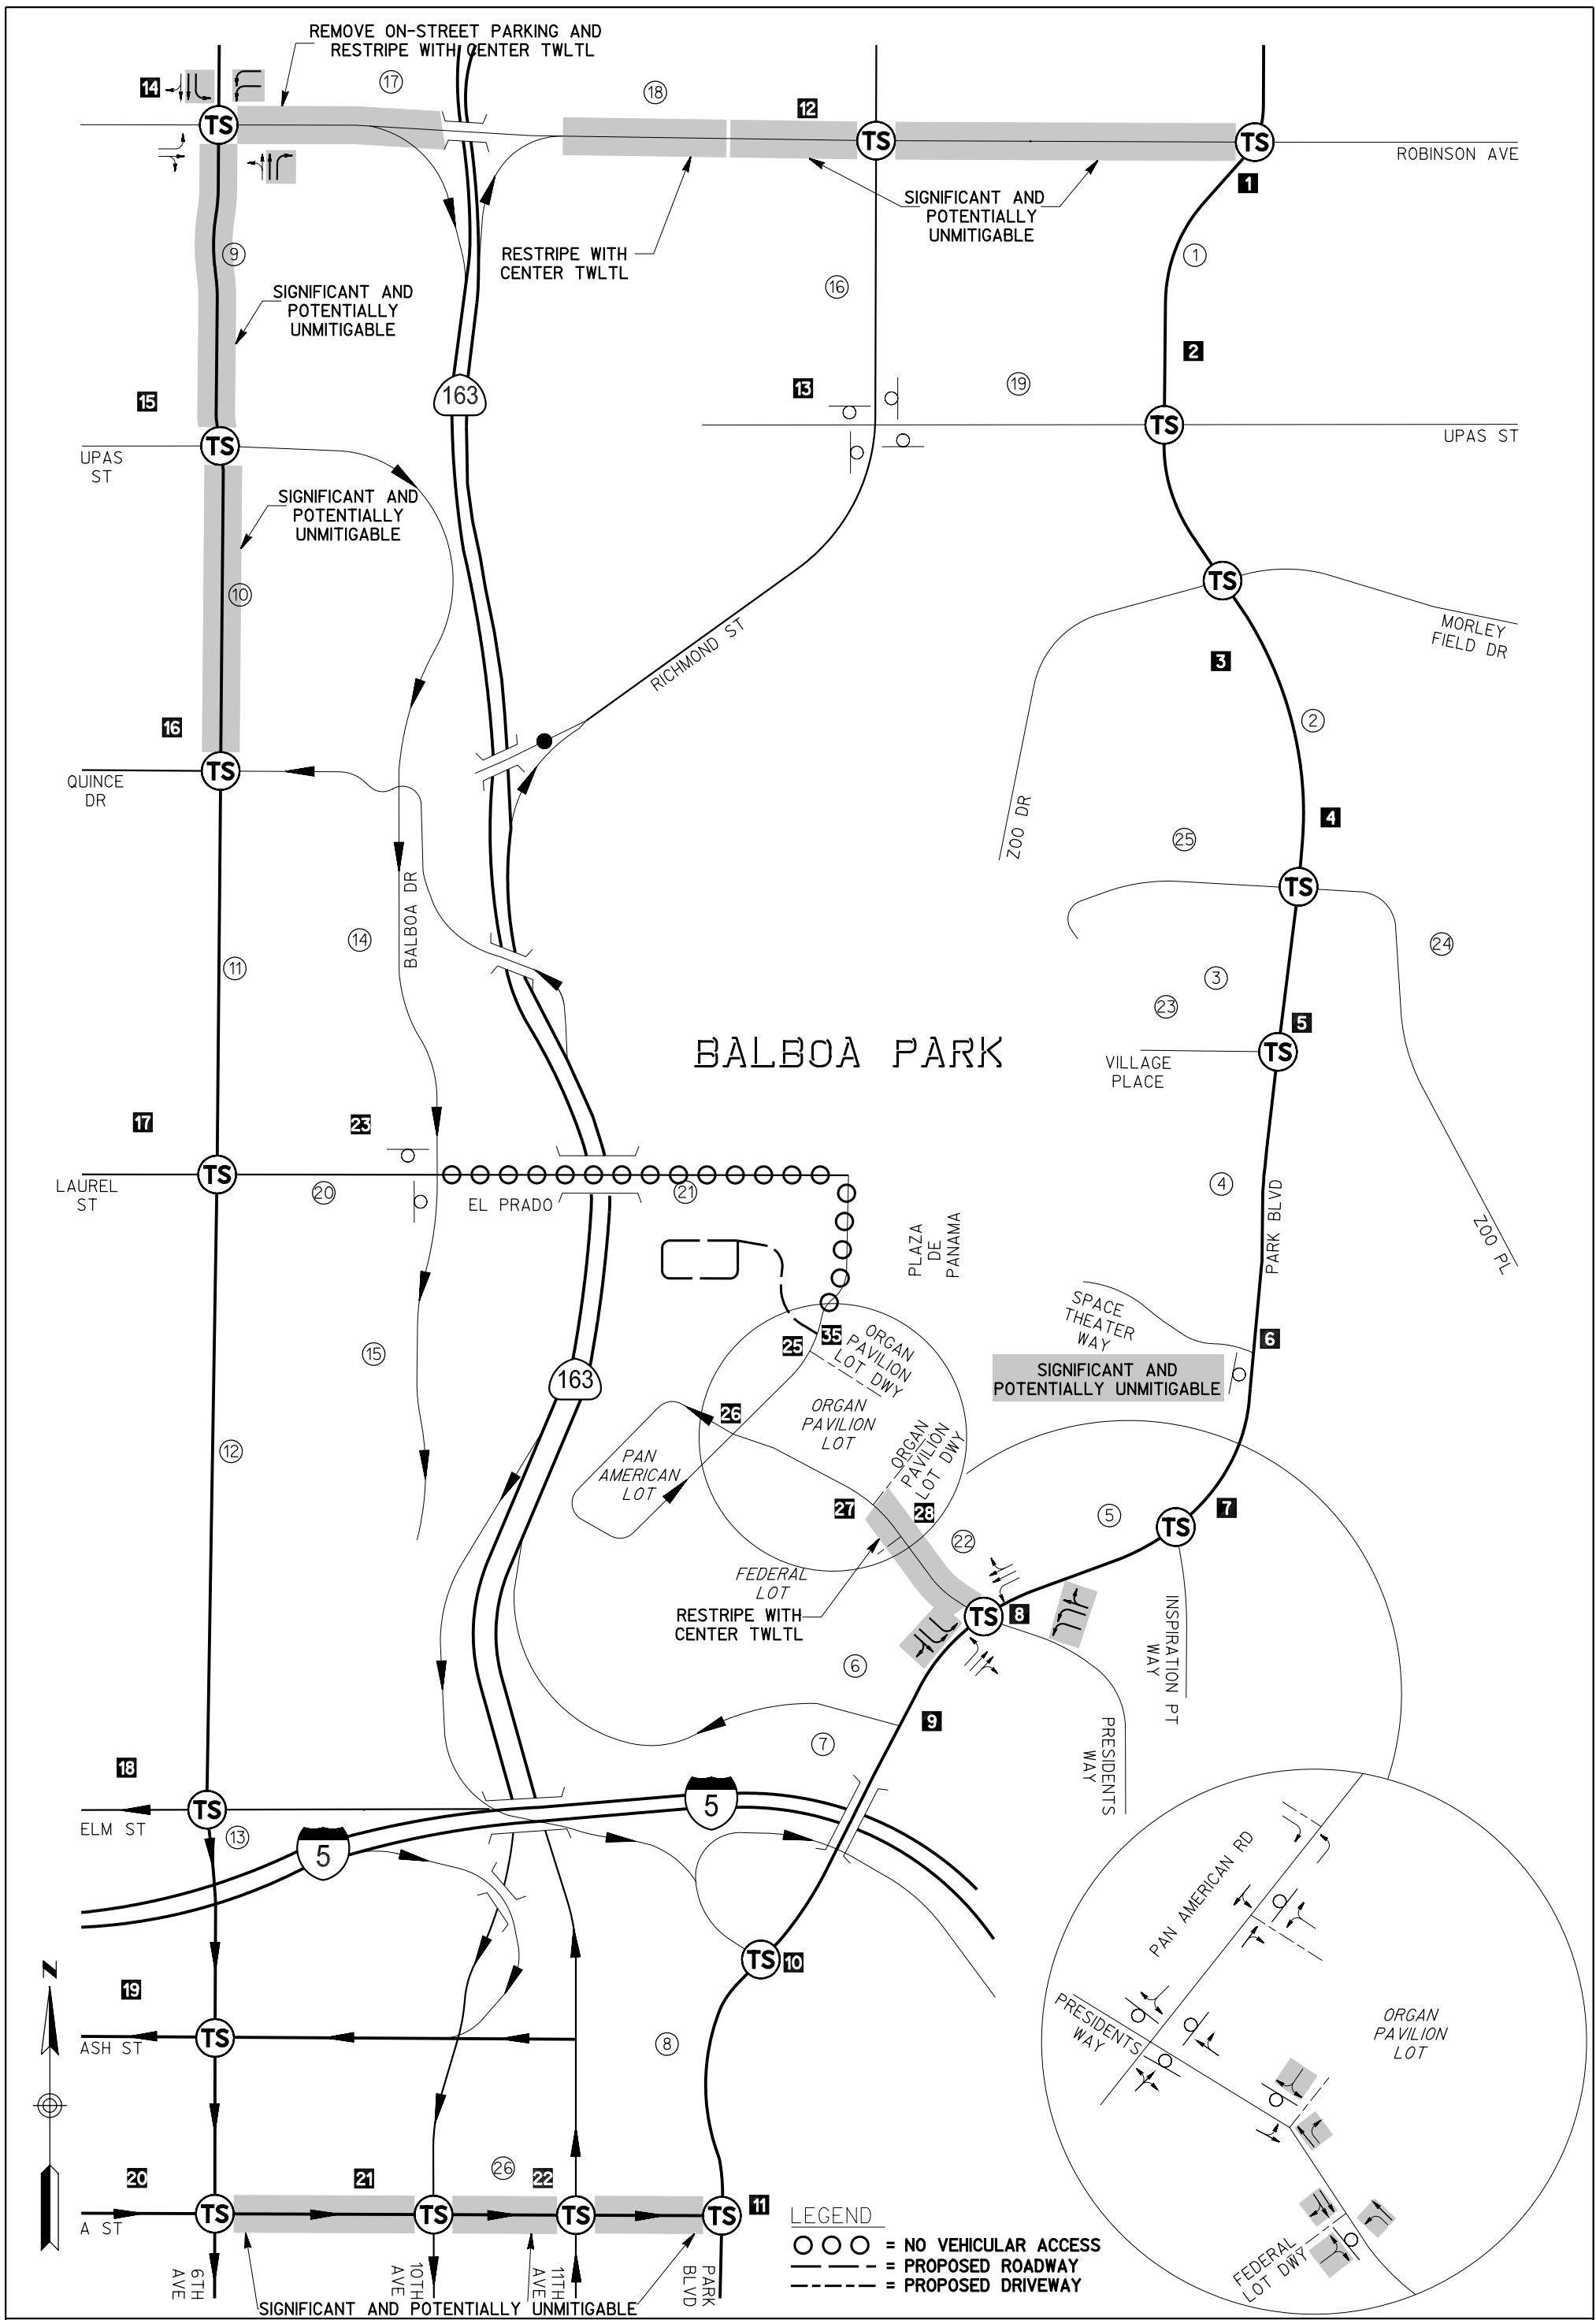 REMOVE ON-STREET PARKING AND
RESTRIPE WITH CENTER TWLTL
17
18
14
12
TS
TS
TS
ROBINSON AVE
1
SIGNIFICANT AND
POTENTIALLY
UNMITIGABLE
RESTRIPE WITH
CENTER TWLTL
9
1
16
SIGNIFICANT AND
POTENTIALLY
UNMITIGABLE
2
163
13
19
15
TS
TS
UPAS ST
UPAS
ST
SIGNIFICANT AND
POTENTIALLY
UNMITIGABLE
10
TS
MORLEY
FIELD DR
RICHMOND ST
3
2
16
TS
QUINCE
DR
ZOO DR
4
25
TS
BALBOA DR
14
11
24
3
23
5
BALBOA PARK
TS
VILLAGE
PLACE
17
23
TS
LAUREL
ST
20
EL PRADO
21
4
PARK BLVD
PLAZA
DE
PANAMA
ZOO PL
SPACE
THEATER
WAY
6
SIGNIFICANT AND
POTENTIALLY UNMITIGABLE
15
25
35
ORGAN
PAVILION
LOT DWY
163
26
ORGAN
PAVILION
LOT
12
PAN
AMERICAN
LOT
ORGAN
PAVILION
LOT DWY
27
28
7
5
TS
22
FEDERAL
LOT
RESTRIPE WITH
CENTER TWLTL
TS
8
INSPIRATION PT
WAY
6
9
7
PRESIDENTS
WAY
18
TS
ELM ST
13
5
5
PAN AMERICAN RD
TS
10
N
19
TS
ASH ST
8
PRESIDENTS
WAY
ORGAN
PAVILION
LOT
20
21
26
22
11
TS
TS
TS
TS
A ST
FEDERAL
LOT DWY
6TH
AVE
10TH
AVE
11TH
AVE
PARK
BLVD
SIGNIFICANT AND POTENTIALLY UNMITIGABLE
LEGEND
= NO VEHICULAR ACCESS
= PROPOSED ROADWAY
= PROPOSED DRIVEWAY